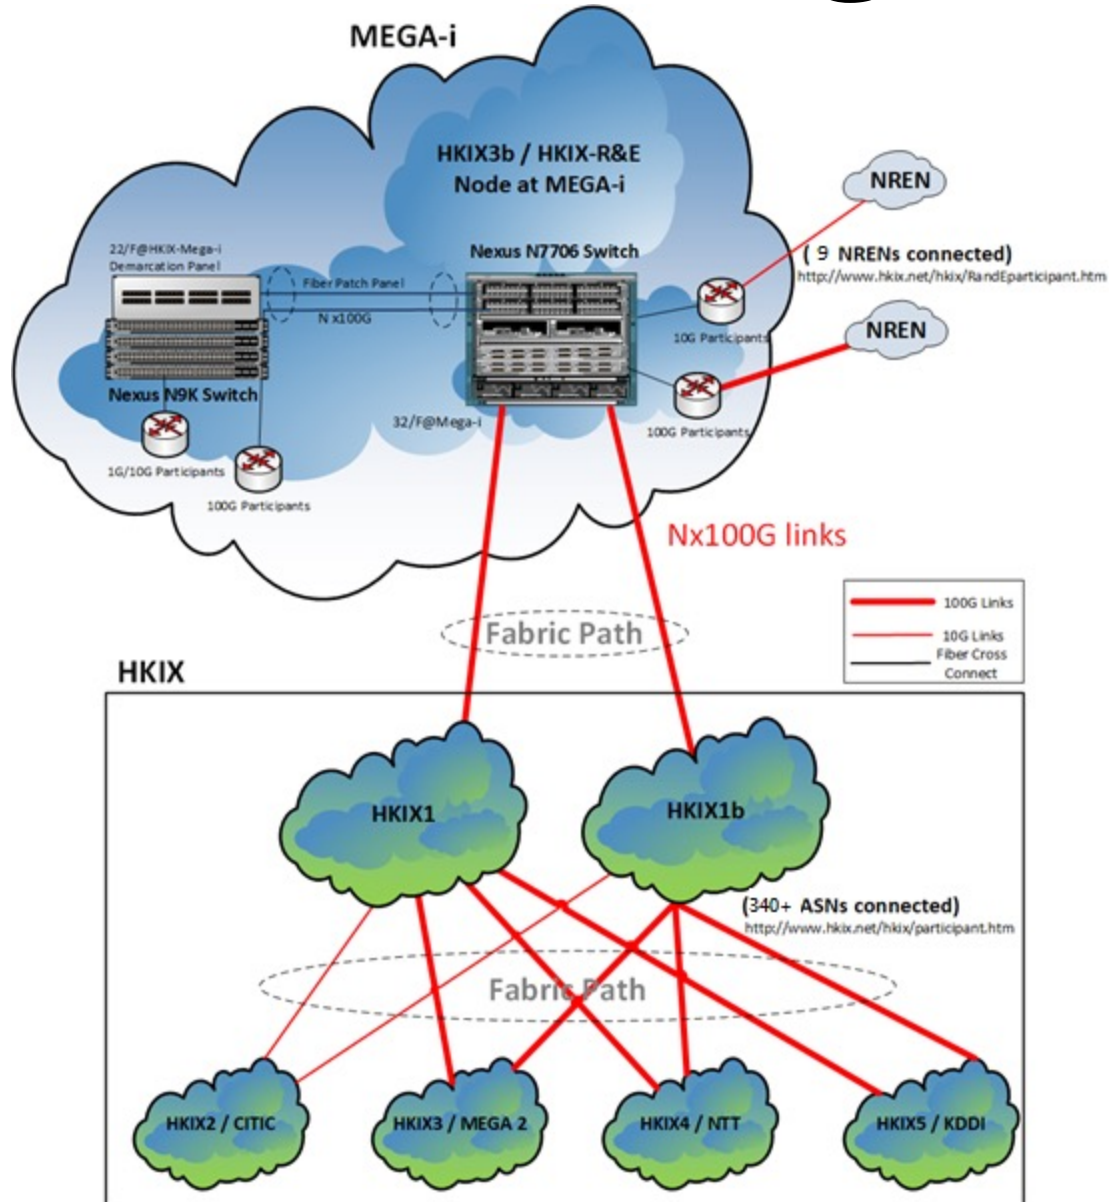 MEGA-i
HKIX3b / HKIX-R&E
Node at MEGA-i
NREN
22/F@HKIX-Mega-i
Demarcation Panel
Nexus N7706 Switch
( 9 NRENs connected)
http://www.hkix.net/hkix/RandEparticipant.htm
Fiber Patch Panel
N x100G
10G Participants
NREN
Nexus N9K Switch
32/F@Mega-i
100G Participants
1G/10G Participants
100G Participants
Nx100G links
100G Links
10G Links
Fiber Cross
Connect
Fabric Path
HKIX
HKIX1
HKIX1b
(340+ ASNs connected)
http://www.hkix.net/hkix/participant.htm
Fabric Path
HKIX2 / CITIC
HKIX3 / MEGA 2
HKIX4 / NTT
HKIX5 / KDDI